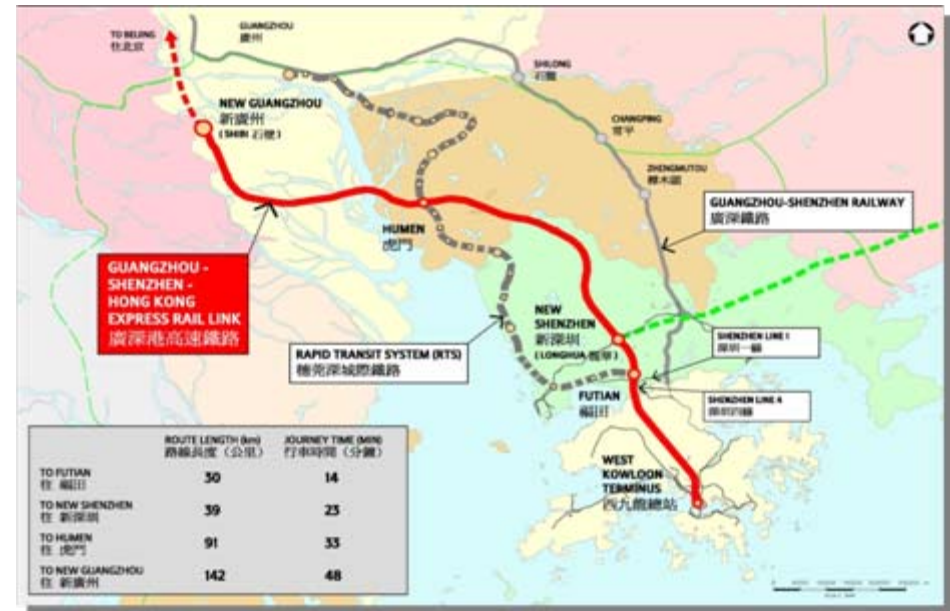 TO BEIJING
往北京
GUANGZHOU
廣州
SHILONG
石龍
NEW GUANGZHOU
新廣州
(SHIBI 石壁)
CHANGPING
常平
ZHENGMUTOU
樟木頭
GUANGZHOU-SHENZHEN RAILWAY
廣深鐵路
HUMEN
虎門
GUANGZHOU -
SHENZHEN -
HONG KONG
EXPRESS RAIL LINK
廣深港高速鐵路
NEW
SHENZHEN
新深圳
(LONGHUA 龍華)
SHENZHEN LINE 1
深圳一線
RAPID TRANSIT SYSTEM (RTS)
穗莞深城際鐵路
FUTIAN
福田
SHENZHEN LINE 4
深圳四線
WEST
KOWLOON
TERMINUS
西九龍總站
ROUTE LENGTH (km) JOURNEY TIME (MIN)
路線長度（公里） 行車時間（分鐘）
TO FUTIAN 30 14
往 福田
TO NEW SHENZHEN 39 23
往 新深圳
TO HUMEN 91 33
往 虎門
TO NEW GUANGZHOU 142 48
往 新廣州